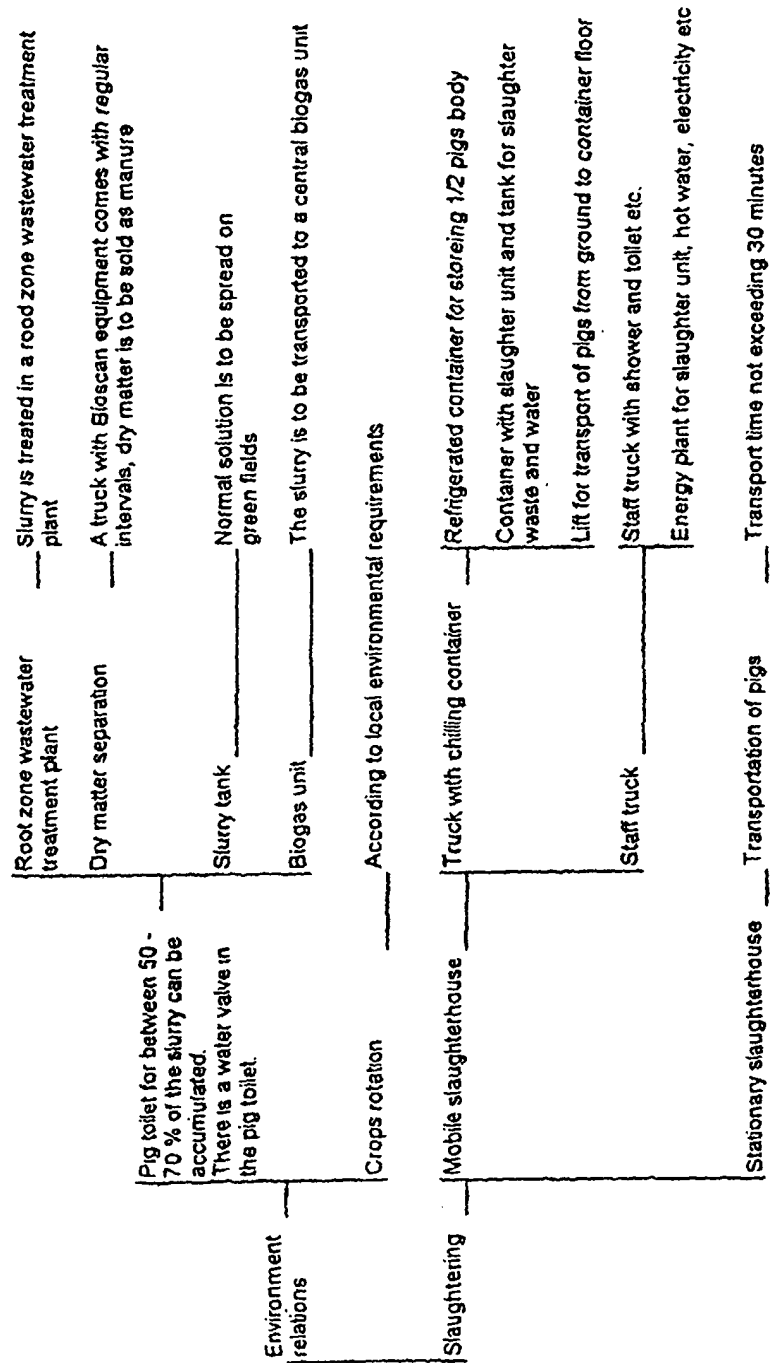 Environment
relations
Pig toilet for between 50 -
70 % of the slurry can be
accumulated.
There is a water valve in
the pig toilet.
Root zone wastewater
treatment plant
Slurry is treated in a rood zone wastewater treatment
plant
Dry matter separation
A truck with Bioscan equipment comes with regular
intervals, dry metter is to be sold as manure
Slurry tank
Normal solution is to be spread on
green fields
Biogas unit
The slurry is to be transported to a central biogas unit
Crops rotation
According to local environmental requirements
Slaughtering
Mobile slaughterhouse
Truck with chilling container
Refrigerated container for storeing 1/2 pigs body
Container with slaughter unit and tank for slaughter
waste and water
Lift for transport of pigs from ground to container floor
Staff truck
Staff truck with shower and toilet etc.
Energy plant for slaughter unit, hot water, electricity etc
Stationary slaughterhouse
Transportation of pigs
Transport time not exceeding 30 minutes